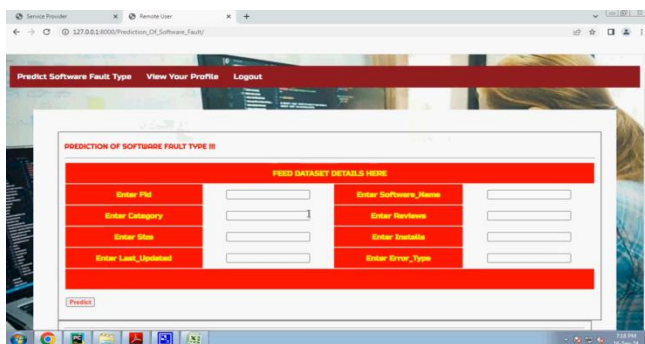 Service Provider
Remote User
127.0.0.1:8000/Prediction_Of_Software_Fault/
Predict Software Fault Type View Your Profile Logout
PREDICTION OF SOFTWARE FAULT TYPE !!!
FEED DATASET DETAILS HERE
Enter Pid Enter Software_Name
Enter Category Enter Reviews
Enter Size Enter Installs
Enter Last_Updated Enter Error_Type
Predict
7:18 PM